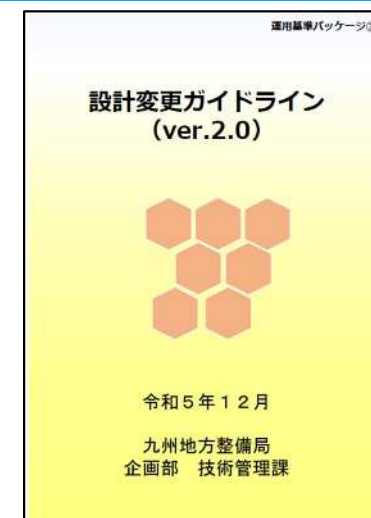 運用基準パッケージ
設計変更ガイドライン
（ver.2.0）
令和５年１２月
九州地方整備局
企画部　技術管理課